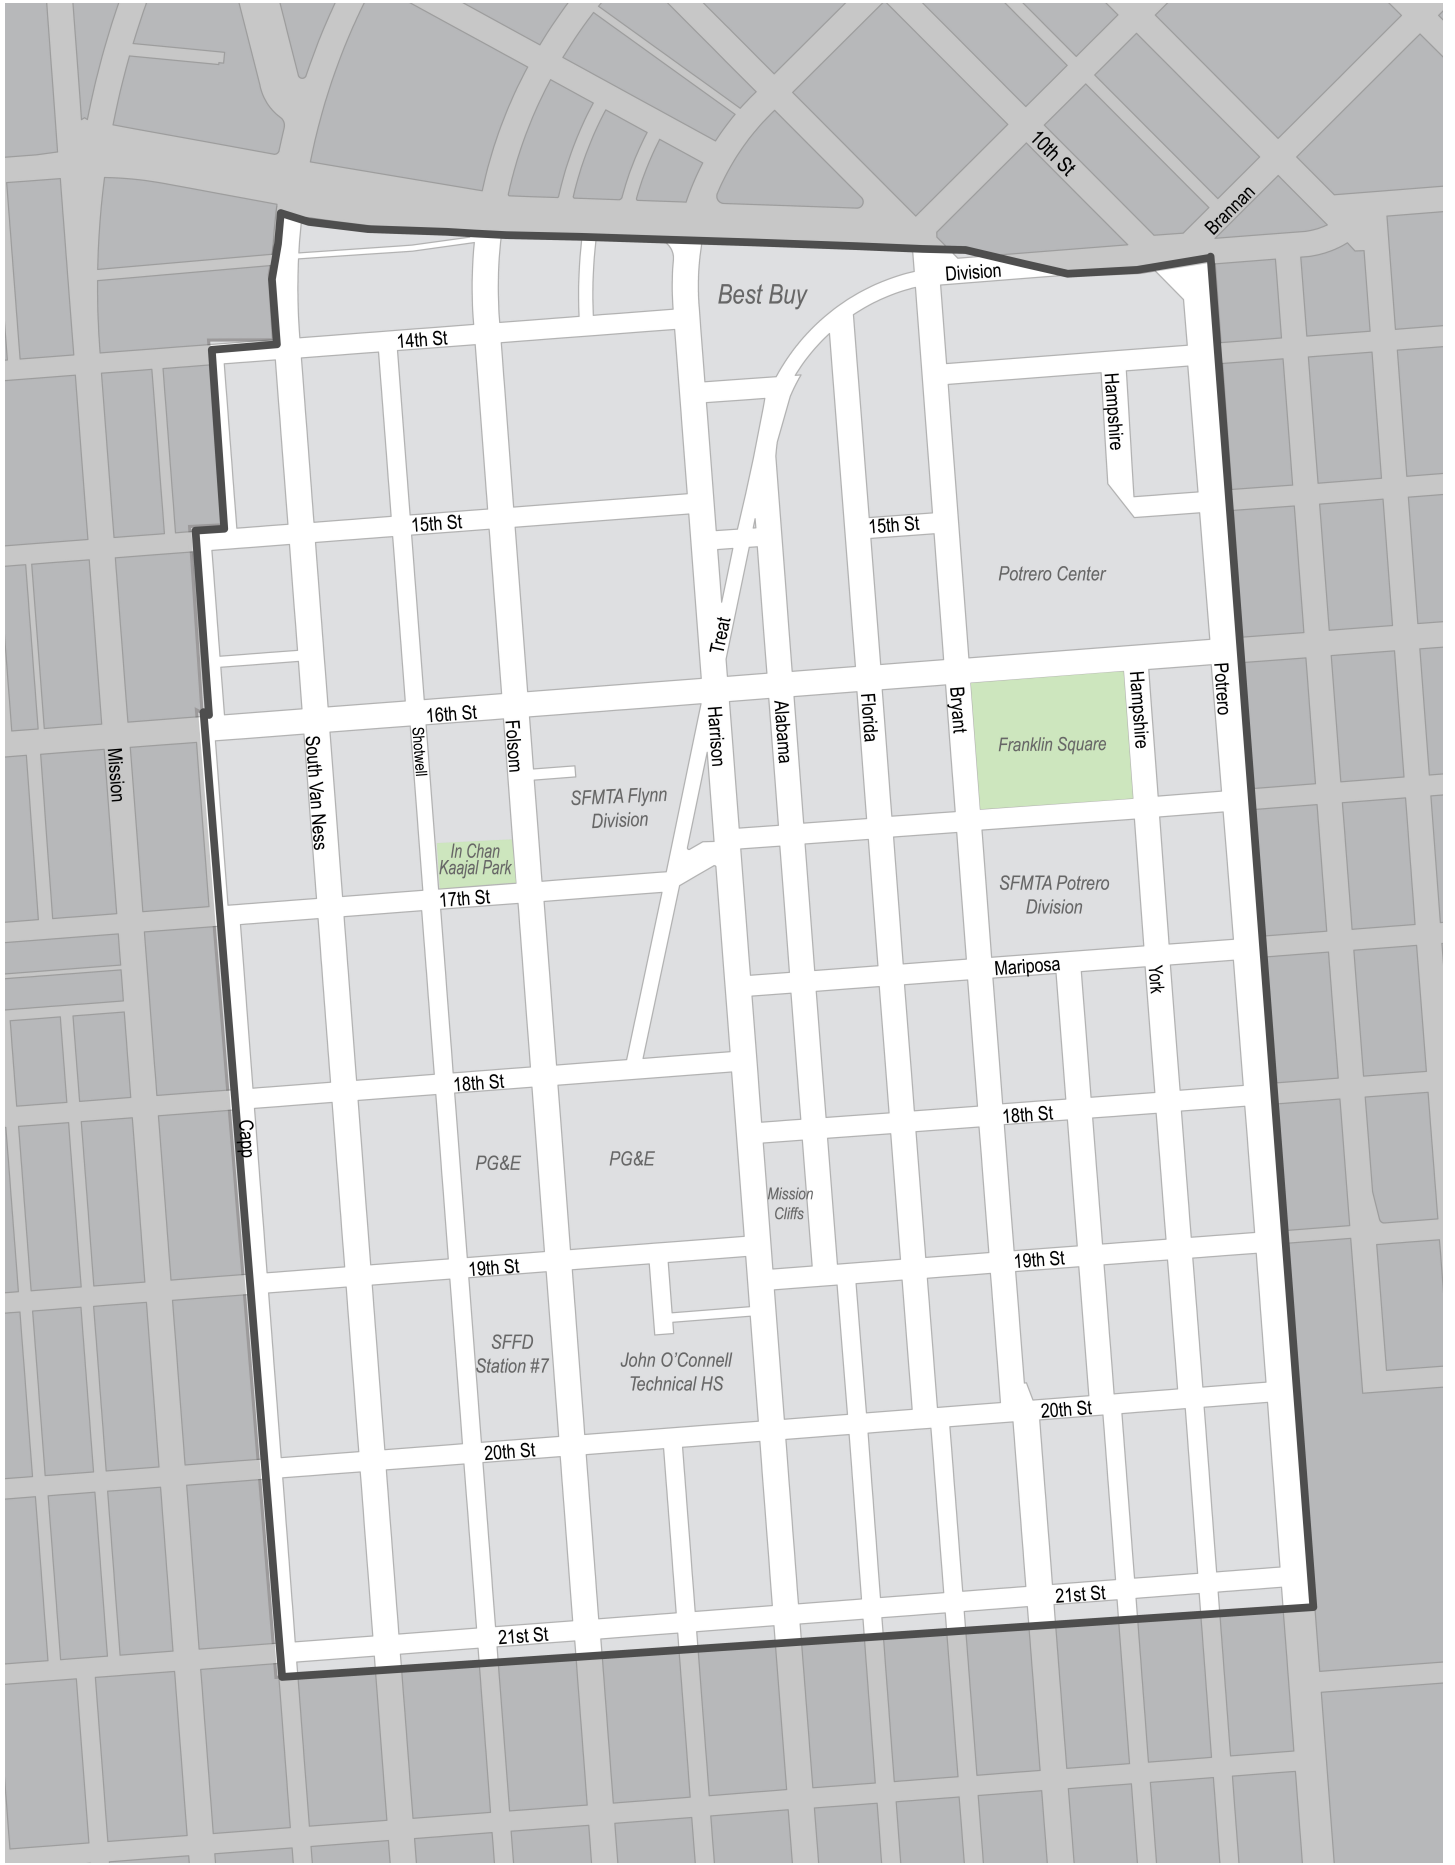 10th St
Brannan
Division
Best Buy
14th St
Hampshire
15th St
15th St
Potrero Center
Treat
16th St
Folsom
Shotwell
South Van Ness
Mission
Harrison
Alabama
Florida
Bryant
Franklin Square
Hampshire
Potrero
SFMTA Flynn
Division
In Chan
Kaajal Park
17th St
SFMTA Potrero
Division
Mariposa
York
18th St
18th St
Capp
PG&E
PG&E
Mission
Cliffs
19th St
19th St
SFFD
Station #7
John O'Connell
Technical HS
20th St
20th St
21st St
21st St